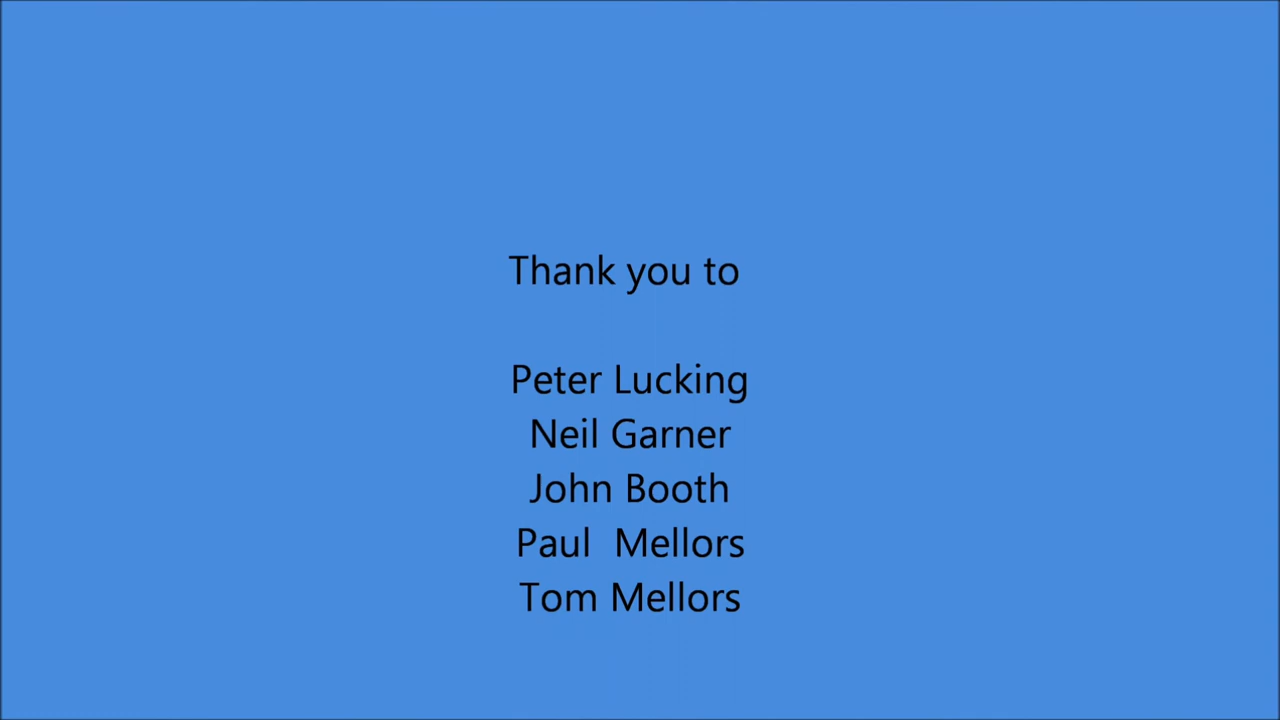 Thank you to
Peter Lucking
Neil Garner
John Booth
Paul  Mellors
Tom Mellors